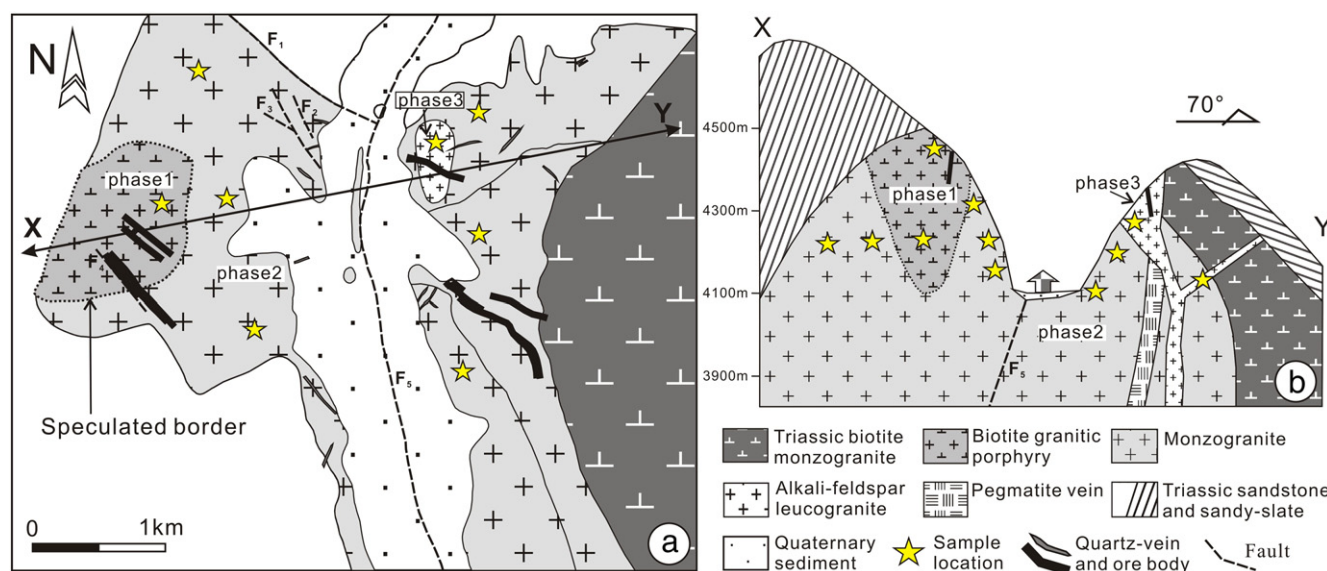 N
F1
F3
F2
phase3
Y
phase1
X
F4
phase2
F5
Speculated border
0 1km
a
X
Y
70°
4500m
4300m
4100m
3900m
phase1
phase3
phase2
F5
b
Triassic biotite
monzogranite
Biotite granitic
porphyry
Monzogranite
Alkali-feldspar
leucogranite
Pegmatite vein
Triassic sandstone
and sandy-slate
Quaternary
sediment
Sample
location
Quartz-vein
and ore body
Fault